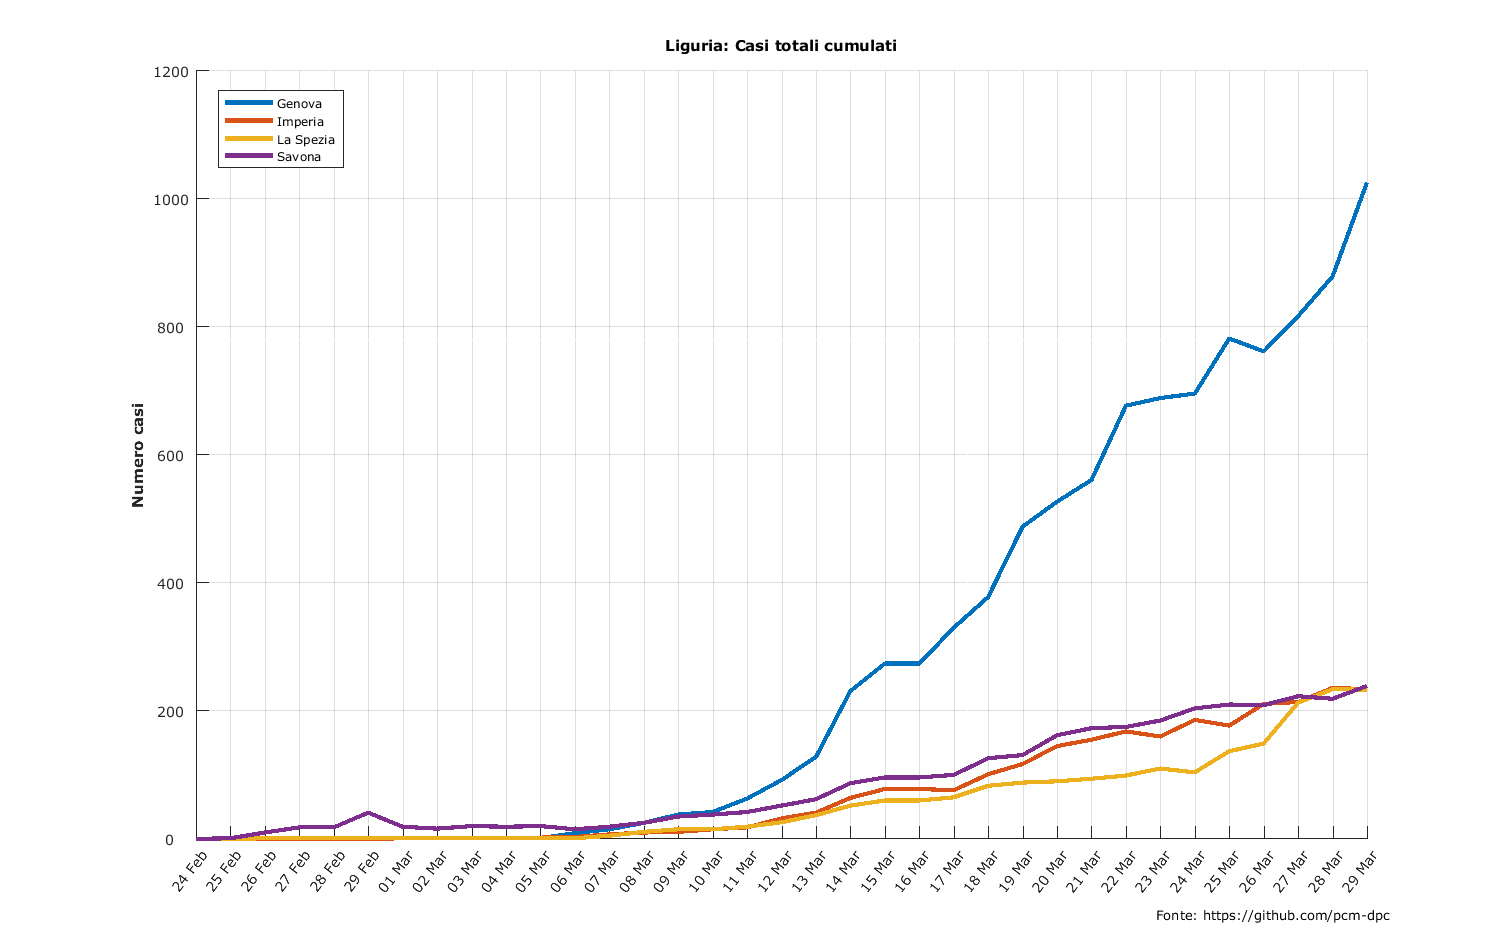 Liguria: Casi totali cumulati
1200
1000
800
600
400
200
0
Numero casi
Genova
Imperia
La Spezia
Savona
24 Feb
25 Feb
26 Feb
27 Feb
28 Feb
29 Feb
01 Mar
02 Mar
03 Mar
04 Mar
05 Mar
06 Mar
07 Mar
08 Mar
09 Mar
10 Mar
11 Mar
12 Mar
13 Mar
14 Mar
15 Mar
16 Mar
17 Mar
18 Mar
19 Mar
20 Mar
21 Mar
22 Mar
23 Mar
24 Mar
25 Mar
26 Mar
27 Mar
28 Mar
29 Mar
Fonte: https://github.com/pcm-dpc